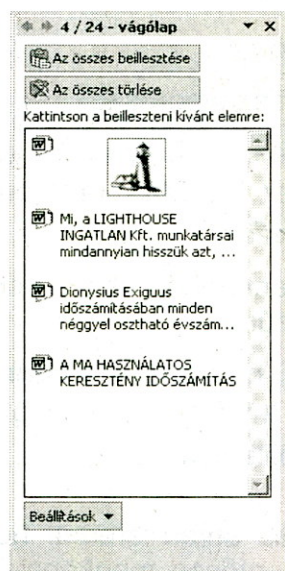 4 / 24 - vágólap
Az összes beillesztése
Az összes törlése
Kattintson a beilleszteni kívánt elemre:
Mi, a LIGHTHOUSE
INGATLAN Kft. munkatársai
mindannyian hisszük azt, ...
Dionysius Exiguus
időszámításában minden
néggyel osztható évszám...
A MA HASZNÁLATOS
KERESZTÉNY IDŐSZÁMÍTÁS
Beállítások